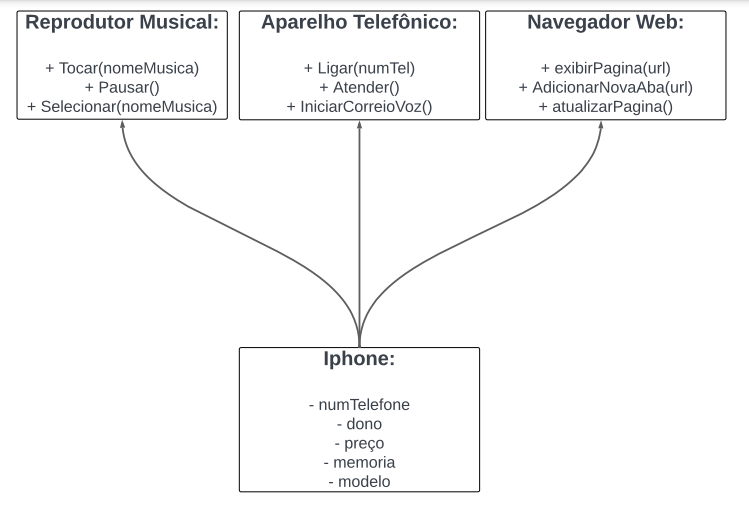 Reprodutor Musical:
+ Tocar(nomeMusica)
+ Pausar()
+ Selecionar(nomeMusica)
Aparelho Telefônico:
+ Ligar(numTel)
+ Atender()
+ IniciarCorreioVoz()
Navegador Web:
+ exibirPagina(url)
+ AdicionarNovaAba(url)
+ atualizarPagina()
Iphone:
- numTelefone
- dono
- preço
- memoria
- modelo